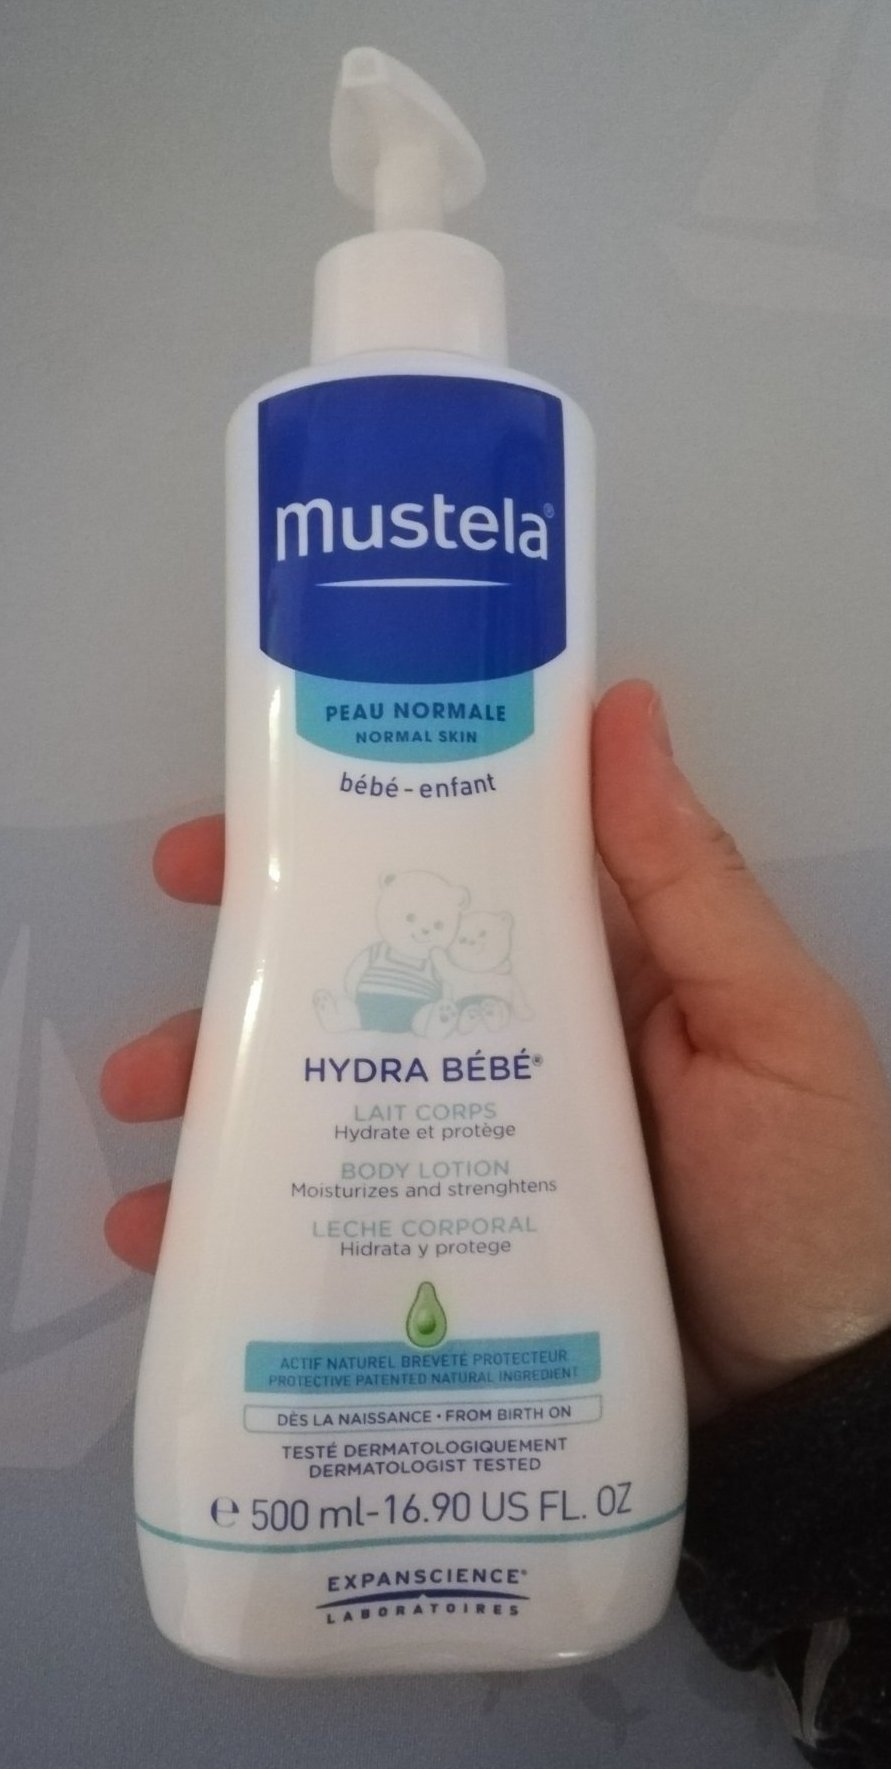 mustela®
PEAU NORMALE
NORMAL SKIN
bébé-enfant
HYDRA BÉBÉ®
LAIT CORPS
Hydrate et protège
BODY LOTION
Moisturizes and strenghtens
LECHE CORPORAL
Hidrata y protege
ACTIF NATUREL BREVETÉ PROTECTEUR
PROTECTIVE PATENTED NATURAL INGREDIENT
DÈS LA NAISSANCE • FROM BIRTH ON
TESTÉ DERMATOLOGIQUEMENT
DERMATOLOGIST TESTED
℮ 500 ml-16.90 US FL. OZ
EXPANSCIENCE®
LABORATOIRES